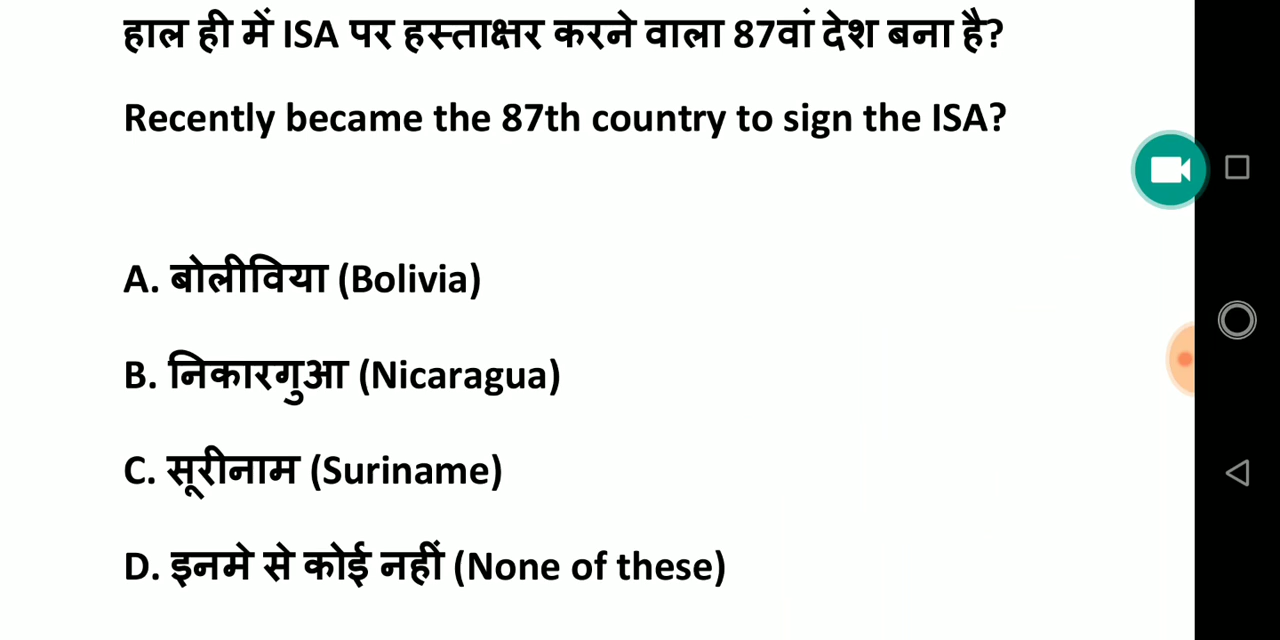 हाल ही में ISA पर हस्ताक्षर करने वाला 87वां देश बना है?
Recently became the 87th country to sign the ISA?
A. बोलीविया (Bolivia)
B. निकारगुआ (Nicaragua)
C. सूरीनाम (Suriname)
D. इनमे से कोई नहीं (None of these)